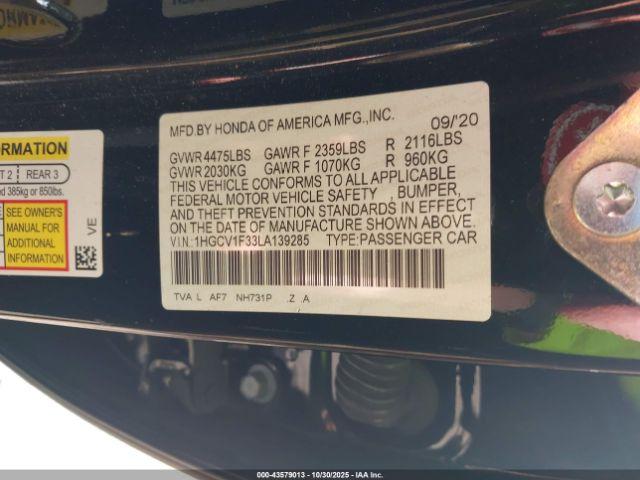 MFD.BY HONDA OF AMERICA MFG.,INC. 09/'20
GVWR 4475LBS GAWR F 2359LBS R 2116LBS
GVWR 2030KG GAWR F 1070KG R 960KG
THIS VEHICLE CONFORMS TO ALL APPLICABLE
FEDERAL MOTOR VEHICLE SAFETY , BUMPER,
AND THEFT PREVENTION STANDARDS IN EFFECT
ON THE DATE OF MANUFACTURE SHOWN ABOVE.
V.I.N.: 1HGCV1F33LA139285 TYPE:PASSENGER CAR
TVA L AF7 NH731P .Z .A
ORMATION
T 2 REAR 3
ed 385kg or 850lbs.
SEE OWNER'S
MANUAL FOR
ADDITIONAL
INFORMATION
VE
000-43579013 - 10/30/2025 - IAA Inc.